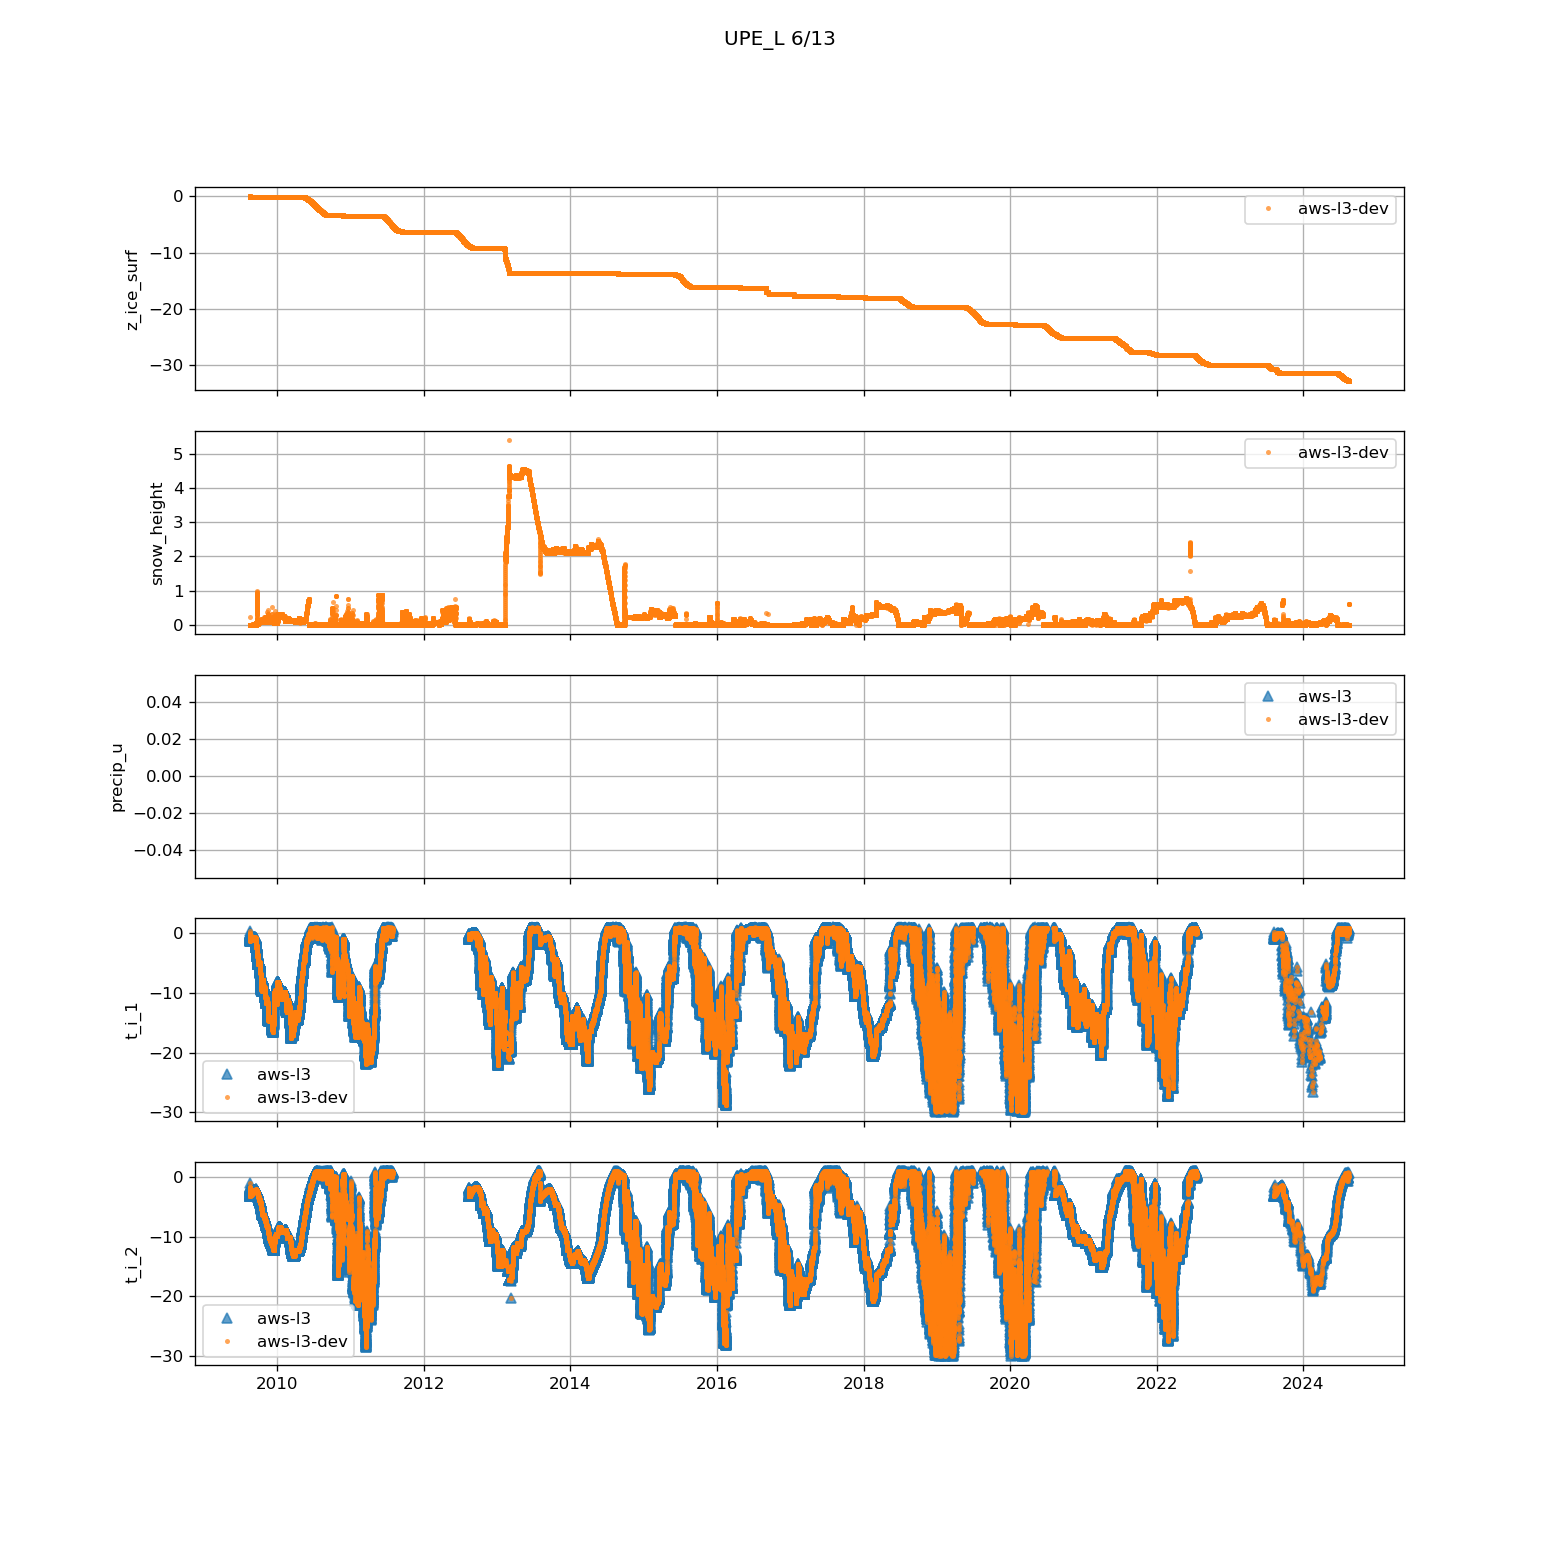 UPE_L 6/13
0
−10
−20
−30
z_ice_surf
aws-l3-dev
5
4
3
2
1
0
snow_height
aws-l3-dev
0.04
0.02
0.00
−0.02
−0.04
precip_u
aws-l3
aws-l3-dev
0
−10
−20
−30
t_i_1
aws-l3
aws-l3-dev
0
−10
−20
−30
t_i_2
aws-l3
aws-l3-dev
2010 2012 2014 2016 2018 2020 2022 2024